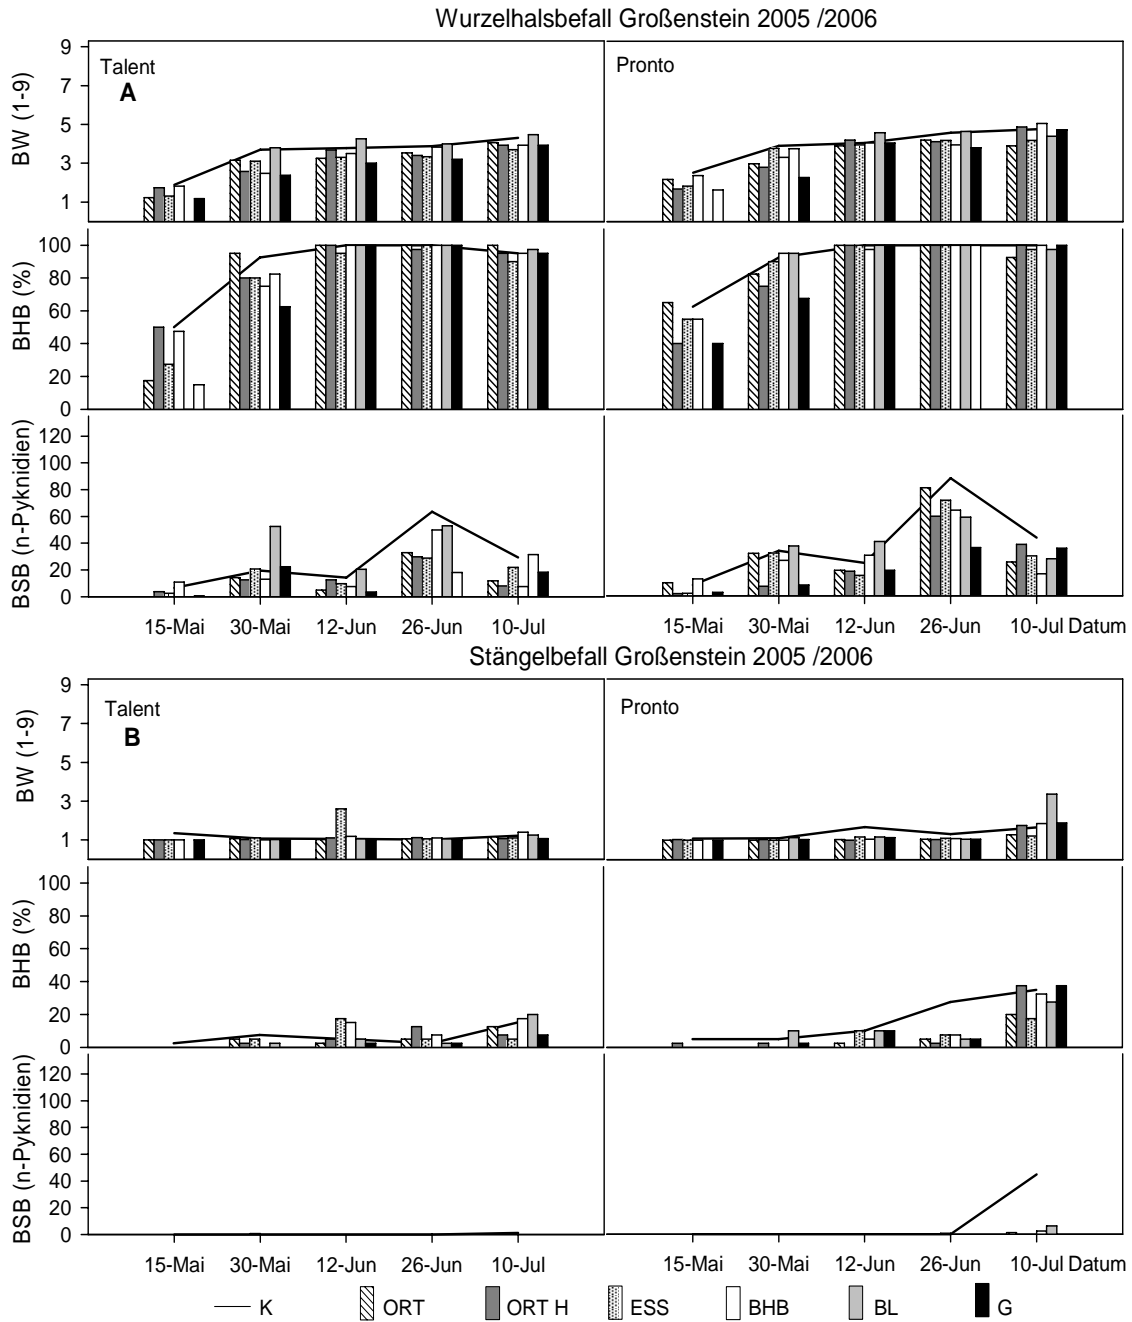 Wurzelhalsbefall Großenstein 2005 /2006
BW (1-9)
9
7
5
3
1
Talent
A
Pronto
BHB (%)
100
80
60
40
20
0
BSB (n-Pyknidien)
120
100
80
60
40
20
0
15-Mai 30-Mai 12-Jun 26-Jun 10-Jul 15-Mai 30-Mai 12-Jun 26-Jun 10-Jul Datum
Stängelbefall Großenstein 2005 /2006
BW (1-9)
9
7
5
3
1
Talent
B
Pronto
BHB (%)
100
80
60
40
20
0
BSB (n-Pyknidien)
120
100
80
60
40
20
0
15-Mai 30-Mai 12-Jun 26-Jun 10-Jul 15-Mai 30-Mai 12-Jun 26-Jun 10-Jul Datum
K ORT ORT H ESS BHB BL G